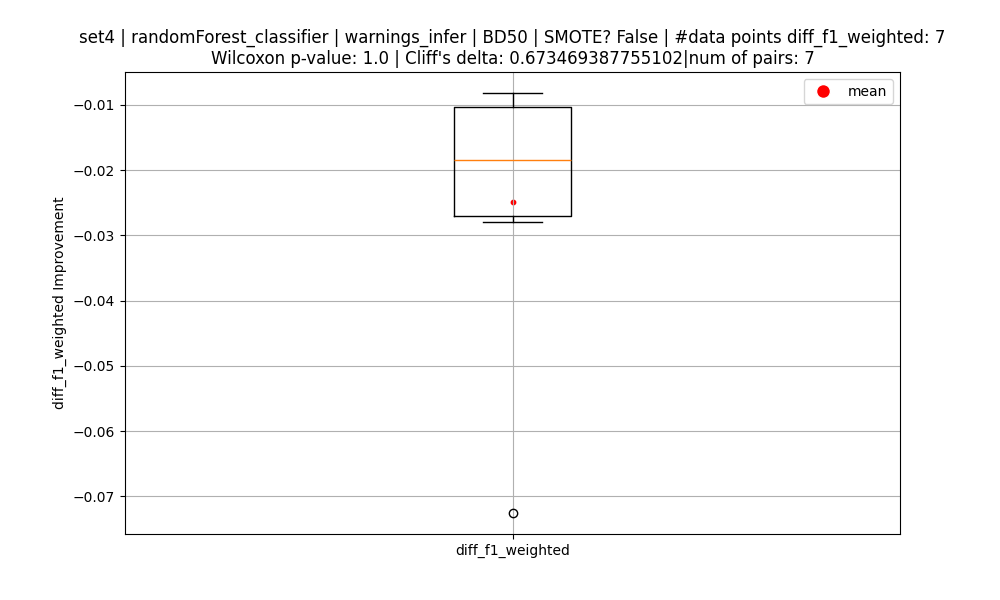 set4 | randomForest_classifier | warnings_infer | BD50 | SMOTE? False | #data points diff_f1_weighted: 7
Wilcoxon p-value: 1.0 | Cliff's delta: 0.673469387755102|num of pairs: 7
mean
−0.01
−0.02
−0.03
−0.04
−0.05
−0.06
−0.07
diff_f1_weighted Improvement
diff_f1_weighted